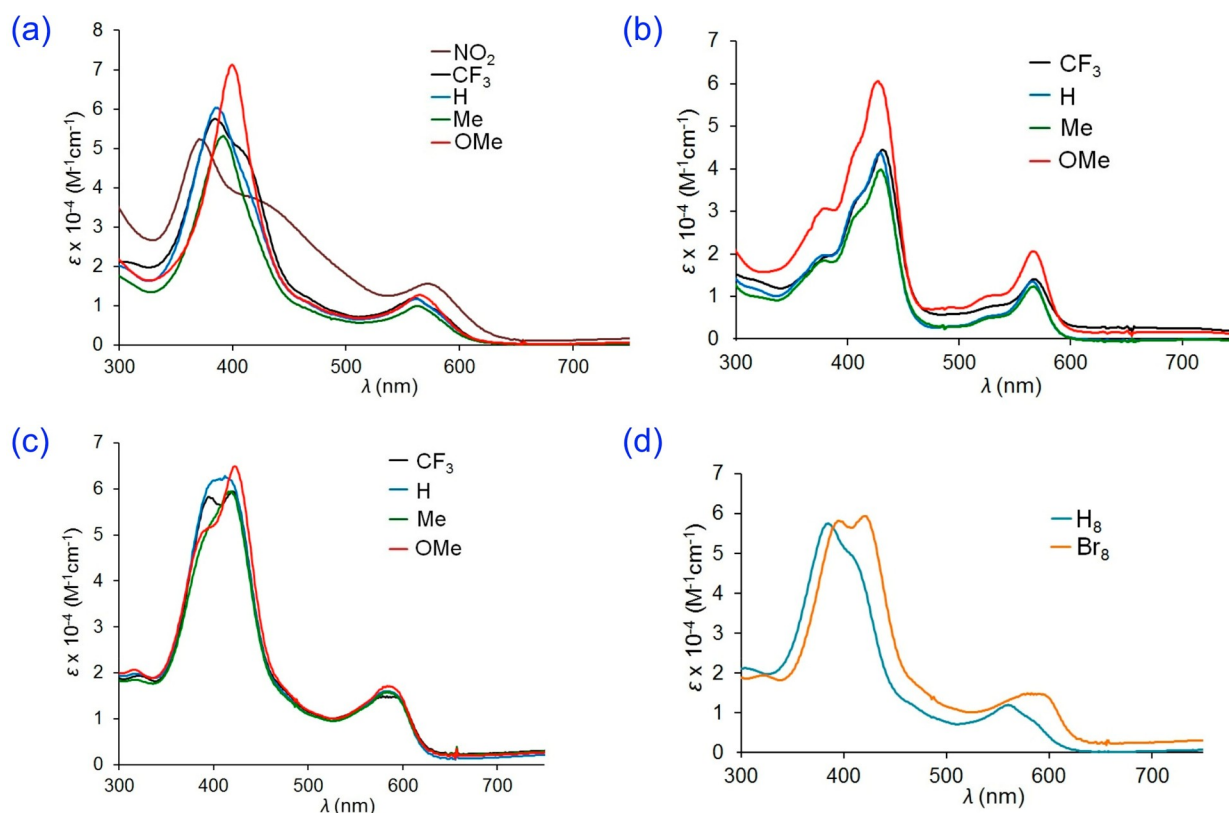 (a)
8
7
6
5
4
3
2
1
0
ε x 10⁻⁴ (M⁻¹cm⁻¹)
300 400 500 600 700
λ (nm)
NO₂
CF₃
H
Me
OMe
(b)
7
6
5
4
3
2
1
0
ε x 10⁻⁴ (M⁻¹cm⁻¹)
300 400 500 600 700
λ (nm)
CF₃
H
Me
OMe
(c)
7
6
5
4
3
2
1
0
ε x 10⁻⁴ (M⁻¹cm⁻¹)
300 400 500 600 700
λ (nm)
CF₃
H
Me
OMe
(d)
7
6
5
4
3
2
1
0
ε x 10⁻⁴ (M⁻¹cm⁻¹)
300 400 500 600 700
λ (nm)
H₈
Br₈